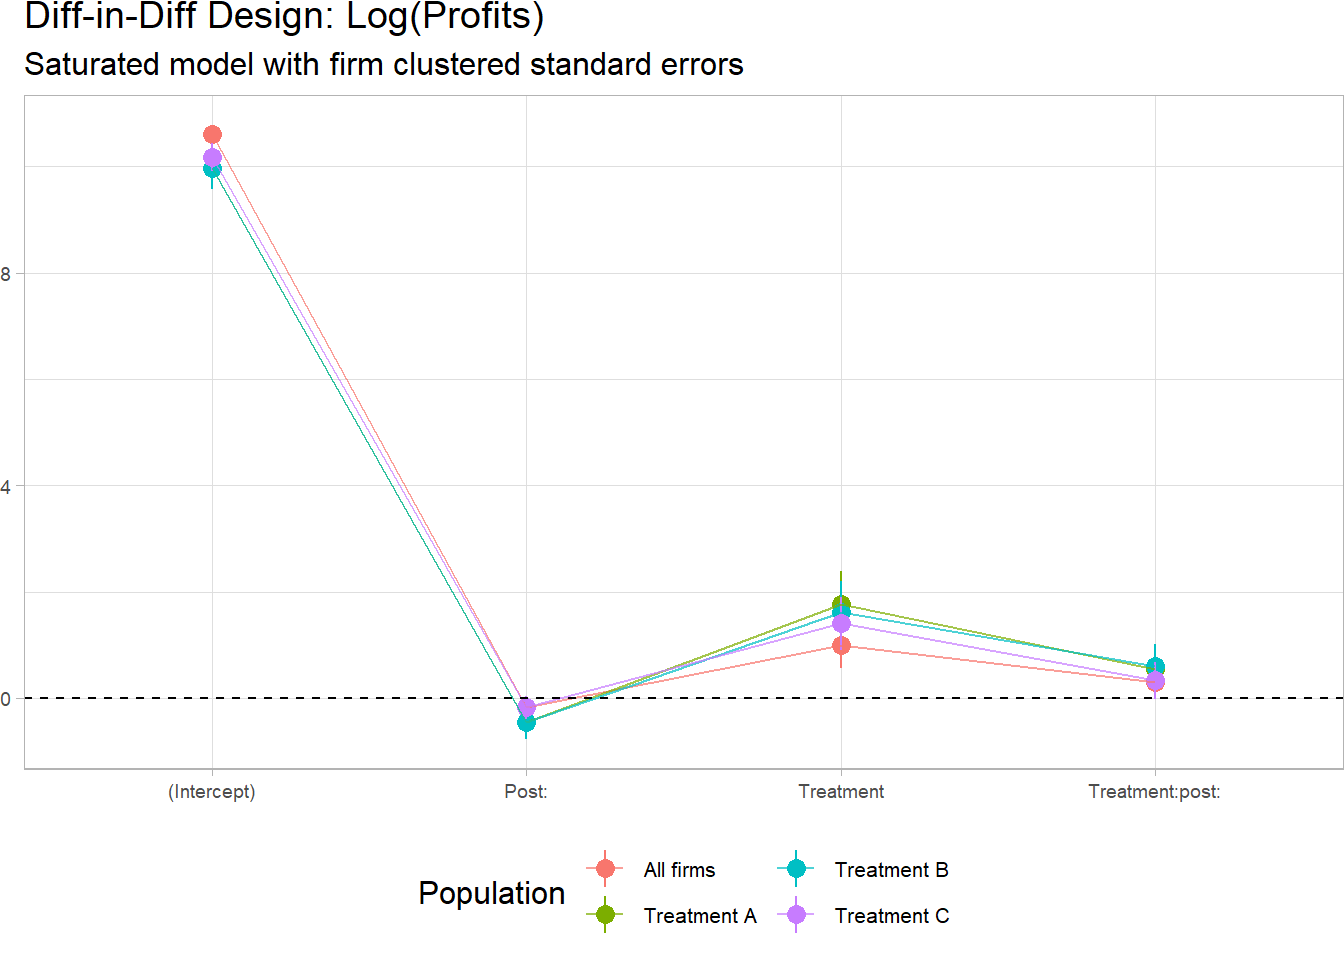 Diff-in-Diff Design: Log(Profits)
Saturated model with firm clustered standard errors
8
4
0
(Intercept) Post: Treatment Treatment:post:
Population
All firms Treatment B
Treatment A Treatment C